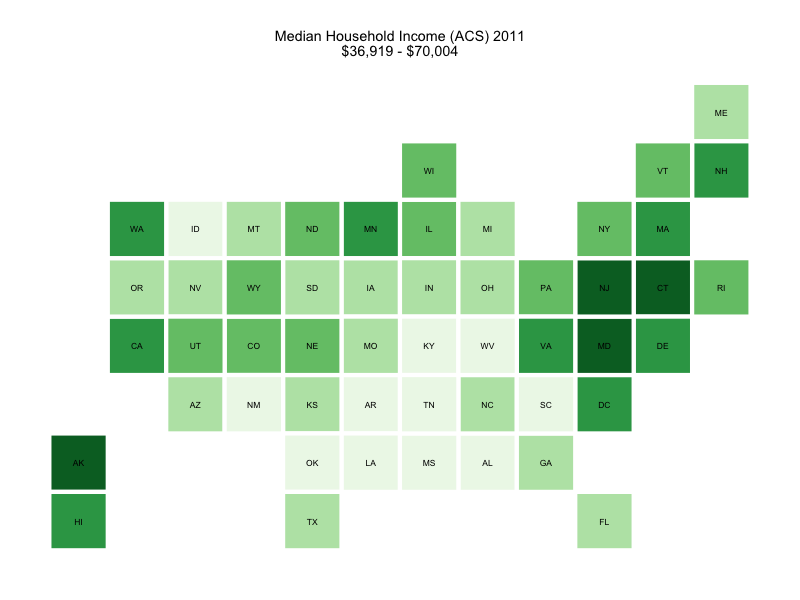 Median Household Income (ACS) 2011
$36,919 - $70,004
ME
WI VT NH
WA ID MT ND MN IL MI NY MA
OR NV WY SD IA IN OH PA NJ CT RI
CA UT CO NE MO KY WV VA MD DE
AZ NM KS AR TN NC SC DC
AK OK LA MS AL GA
HI TX FL